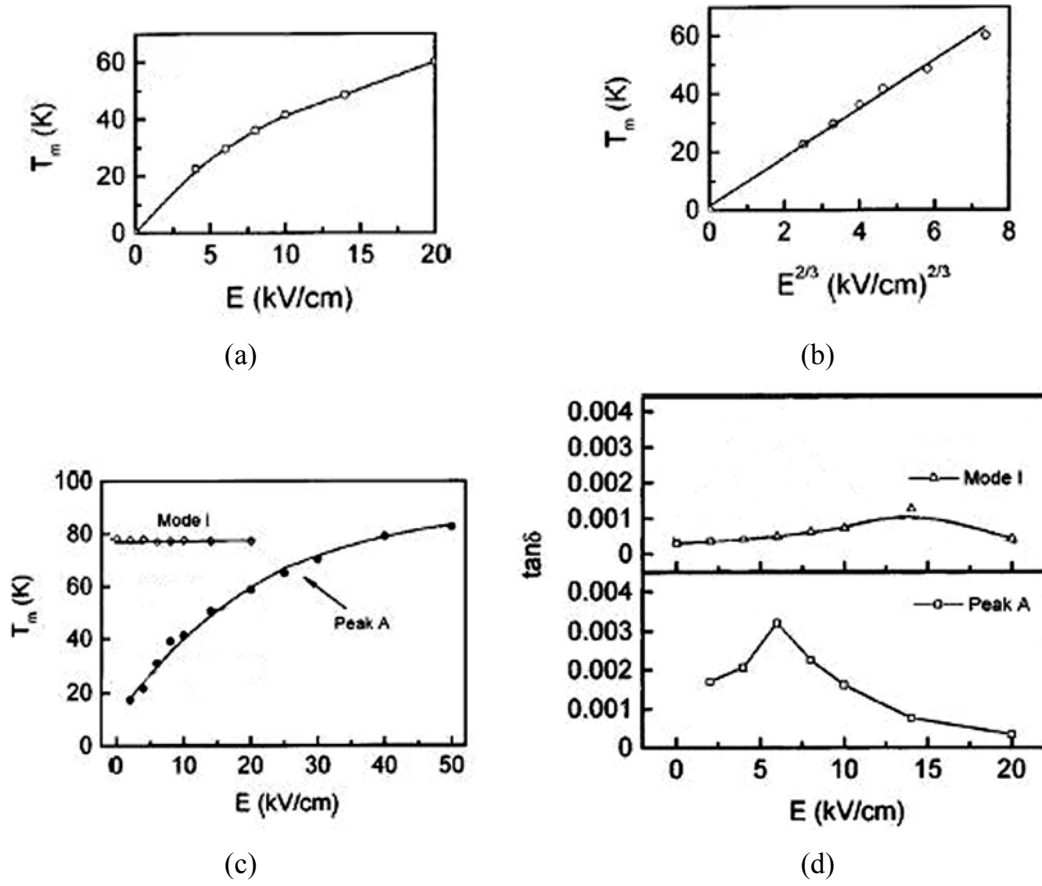 60
40
20
0
T_m (K)
0 5 10 15 20
E (kV/cm)
(a)
60
40
20
0
T_m (K)
0 2 4 6 8
E^{2/3} (kV/cm)^{2/3}
(b)
100
80
60
40
20
0
T_m (K)
Mode I
Peak A
0 10 20 30 40 50
E (kV/cm)
(c)
0.004
0.003
0.002
0.001
0
Mode I
tanδ
0.004
0.003
0.002
0.001
0
Peak A
0 5 10 15 20
E (kV/cm)
(d)